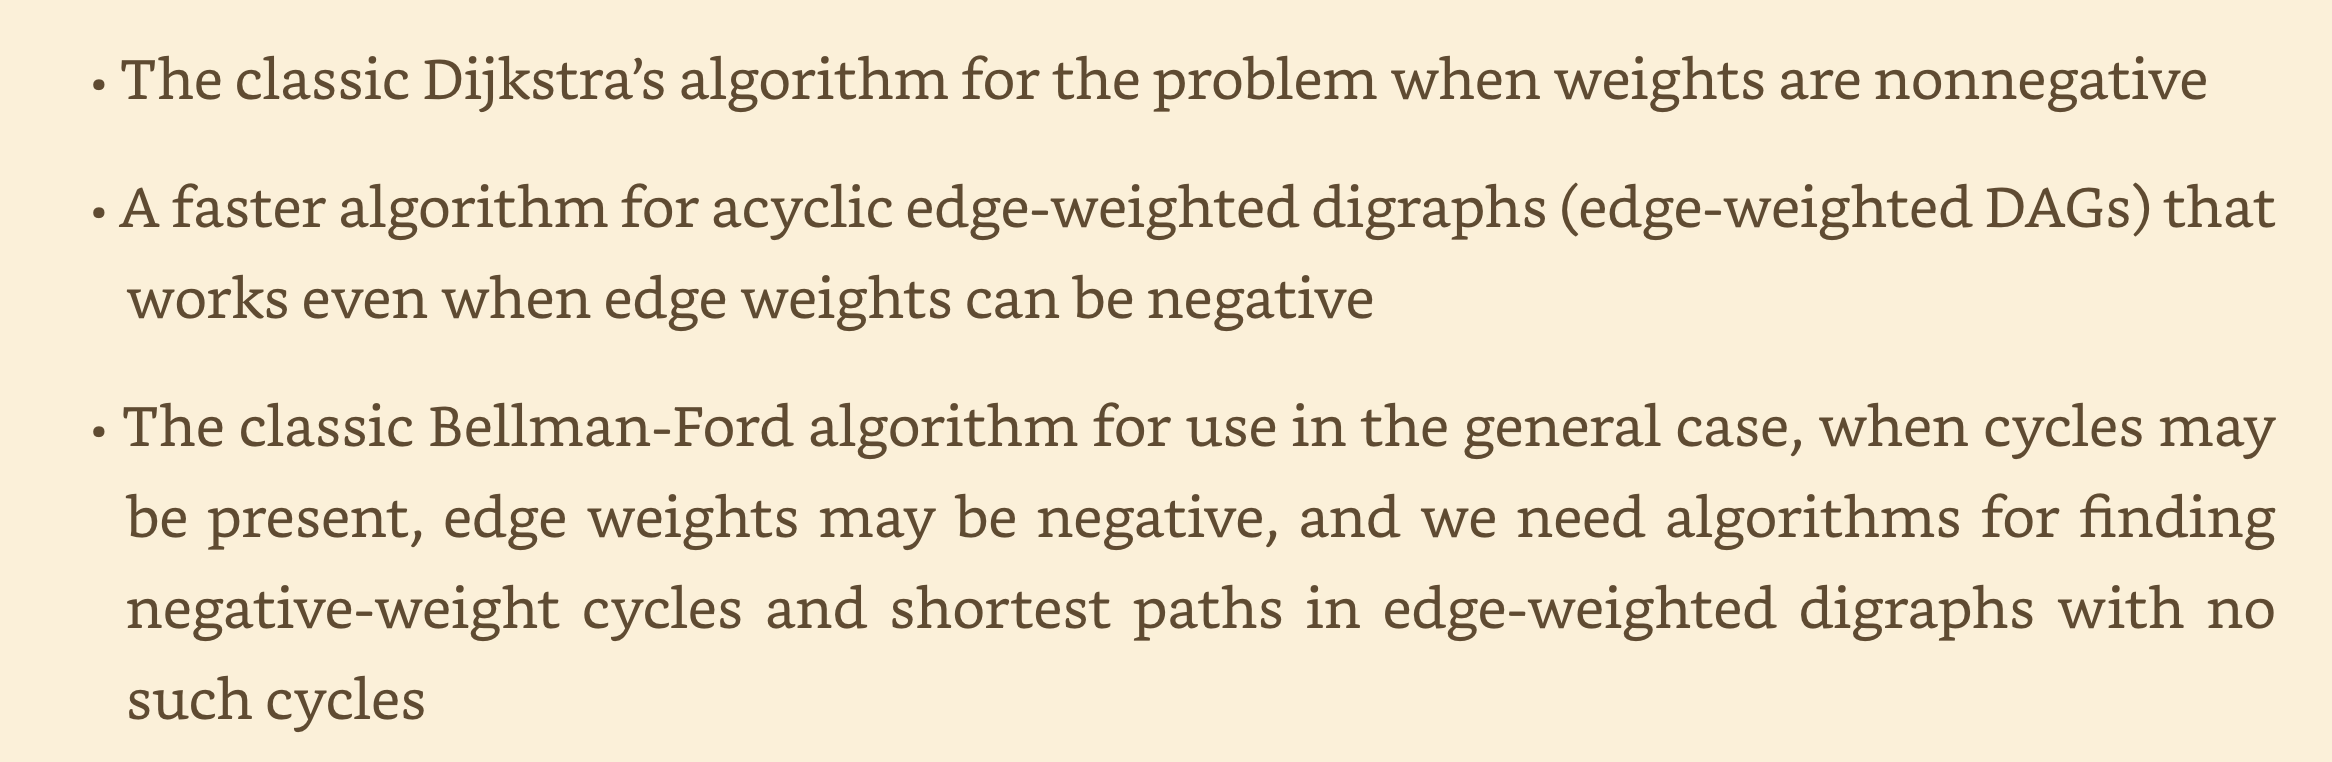 • The classic Dijkstra’s algorithm for the problem when weights are nonnegative
• A faster algorithm for acyclic edge-weighted digraphs (edge-weighted DAGs) that
works even when edge weights can be negative
• The classic Bellman-Ford algorithm for use in the general case, when cycles may
be present, edge weights may be negative, and we need algorithms for finding
negative-weight cycles and shortest paths in edge-weighted digraphs with no
such cycles